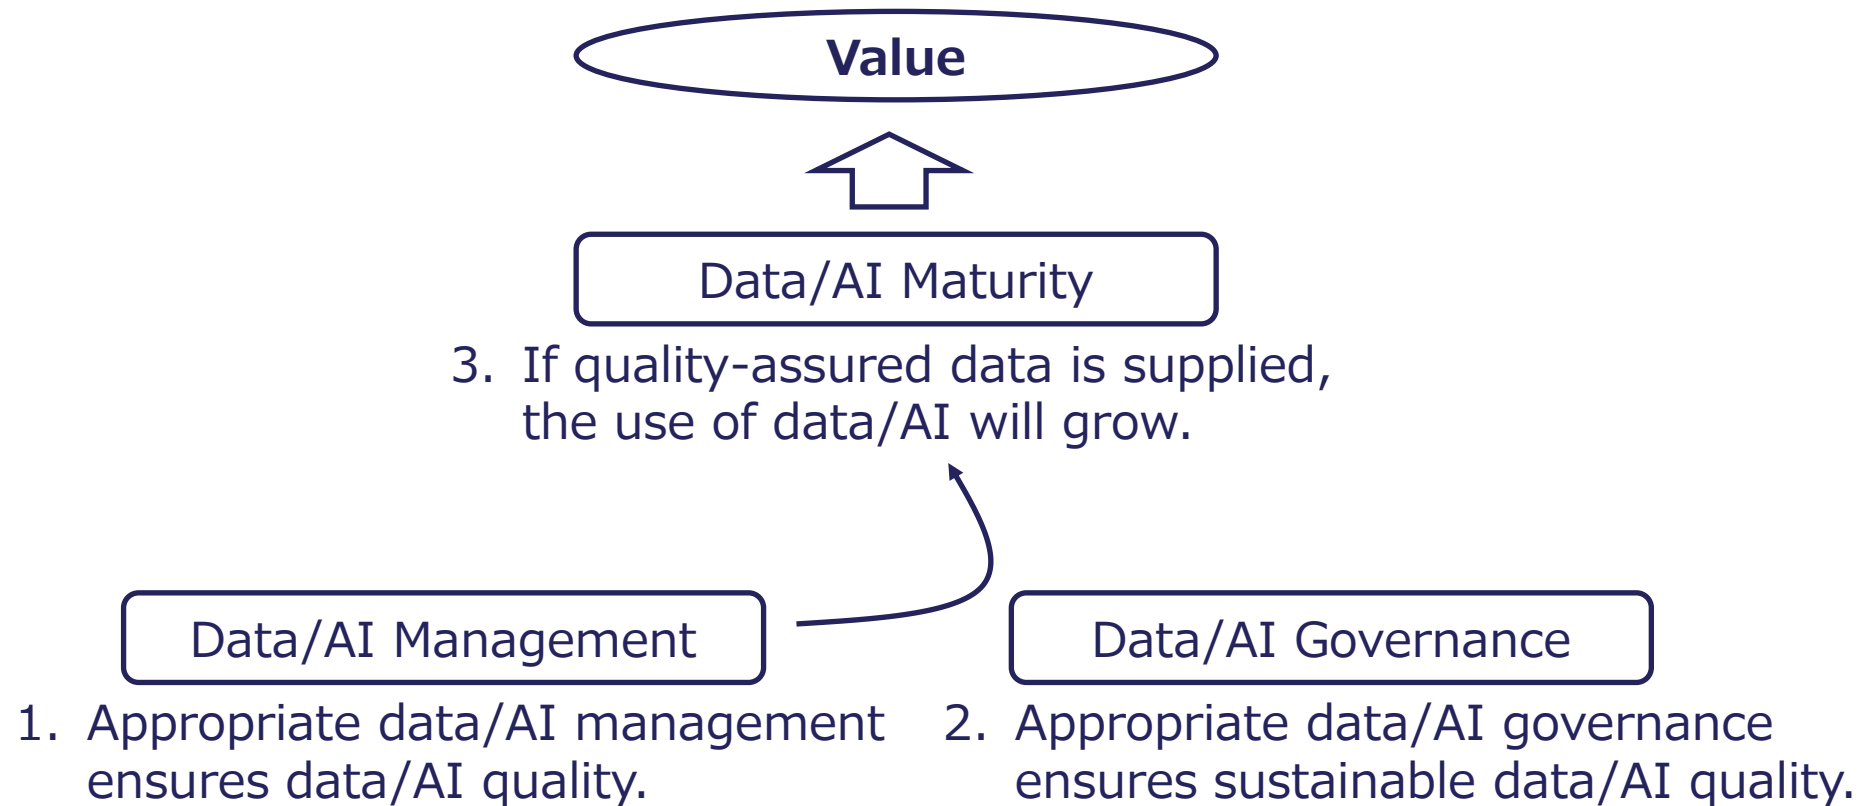 Value
Data/AI Maturity
3. If quality-assured data is supplied,
the use of data/AI will grow.
Data/AI Management
1. Appropriate data/AI management
ensures data/AI quality.
Data/AI Governance
2. Appropriate data/AI governance
ensures sustainable data/AI quality.